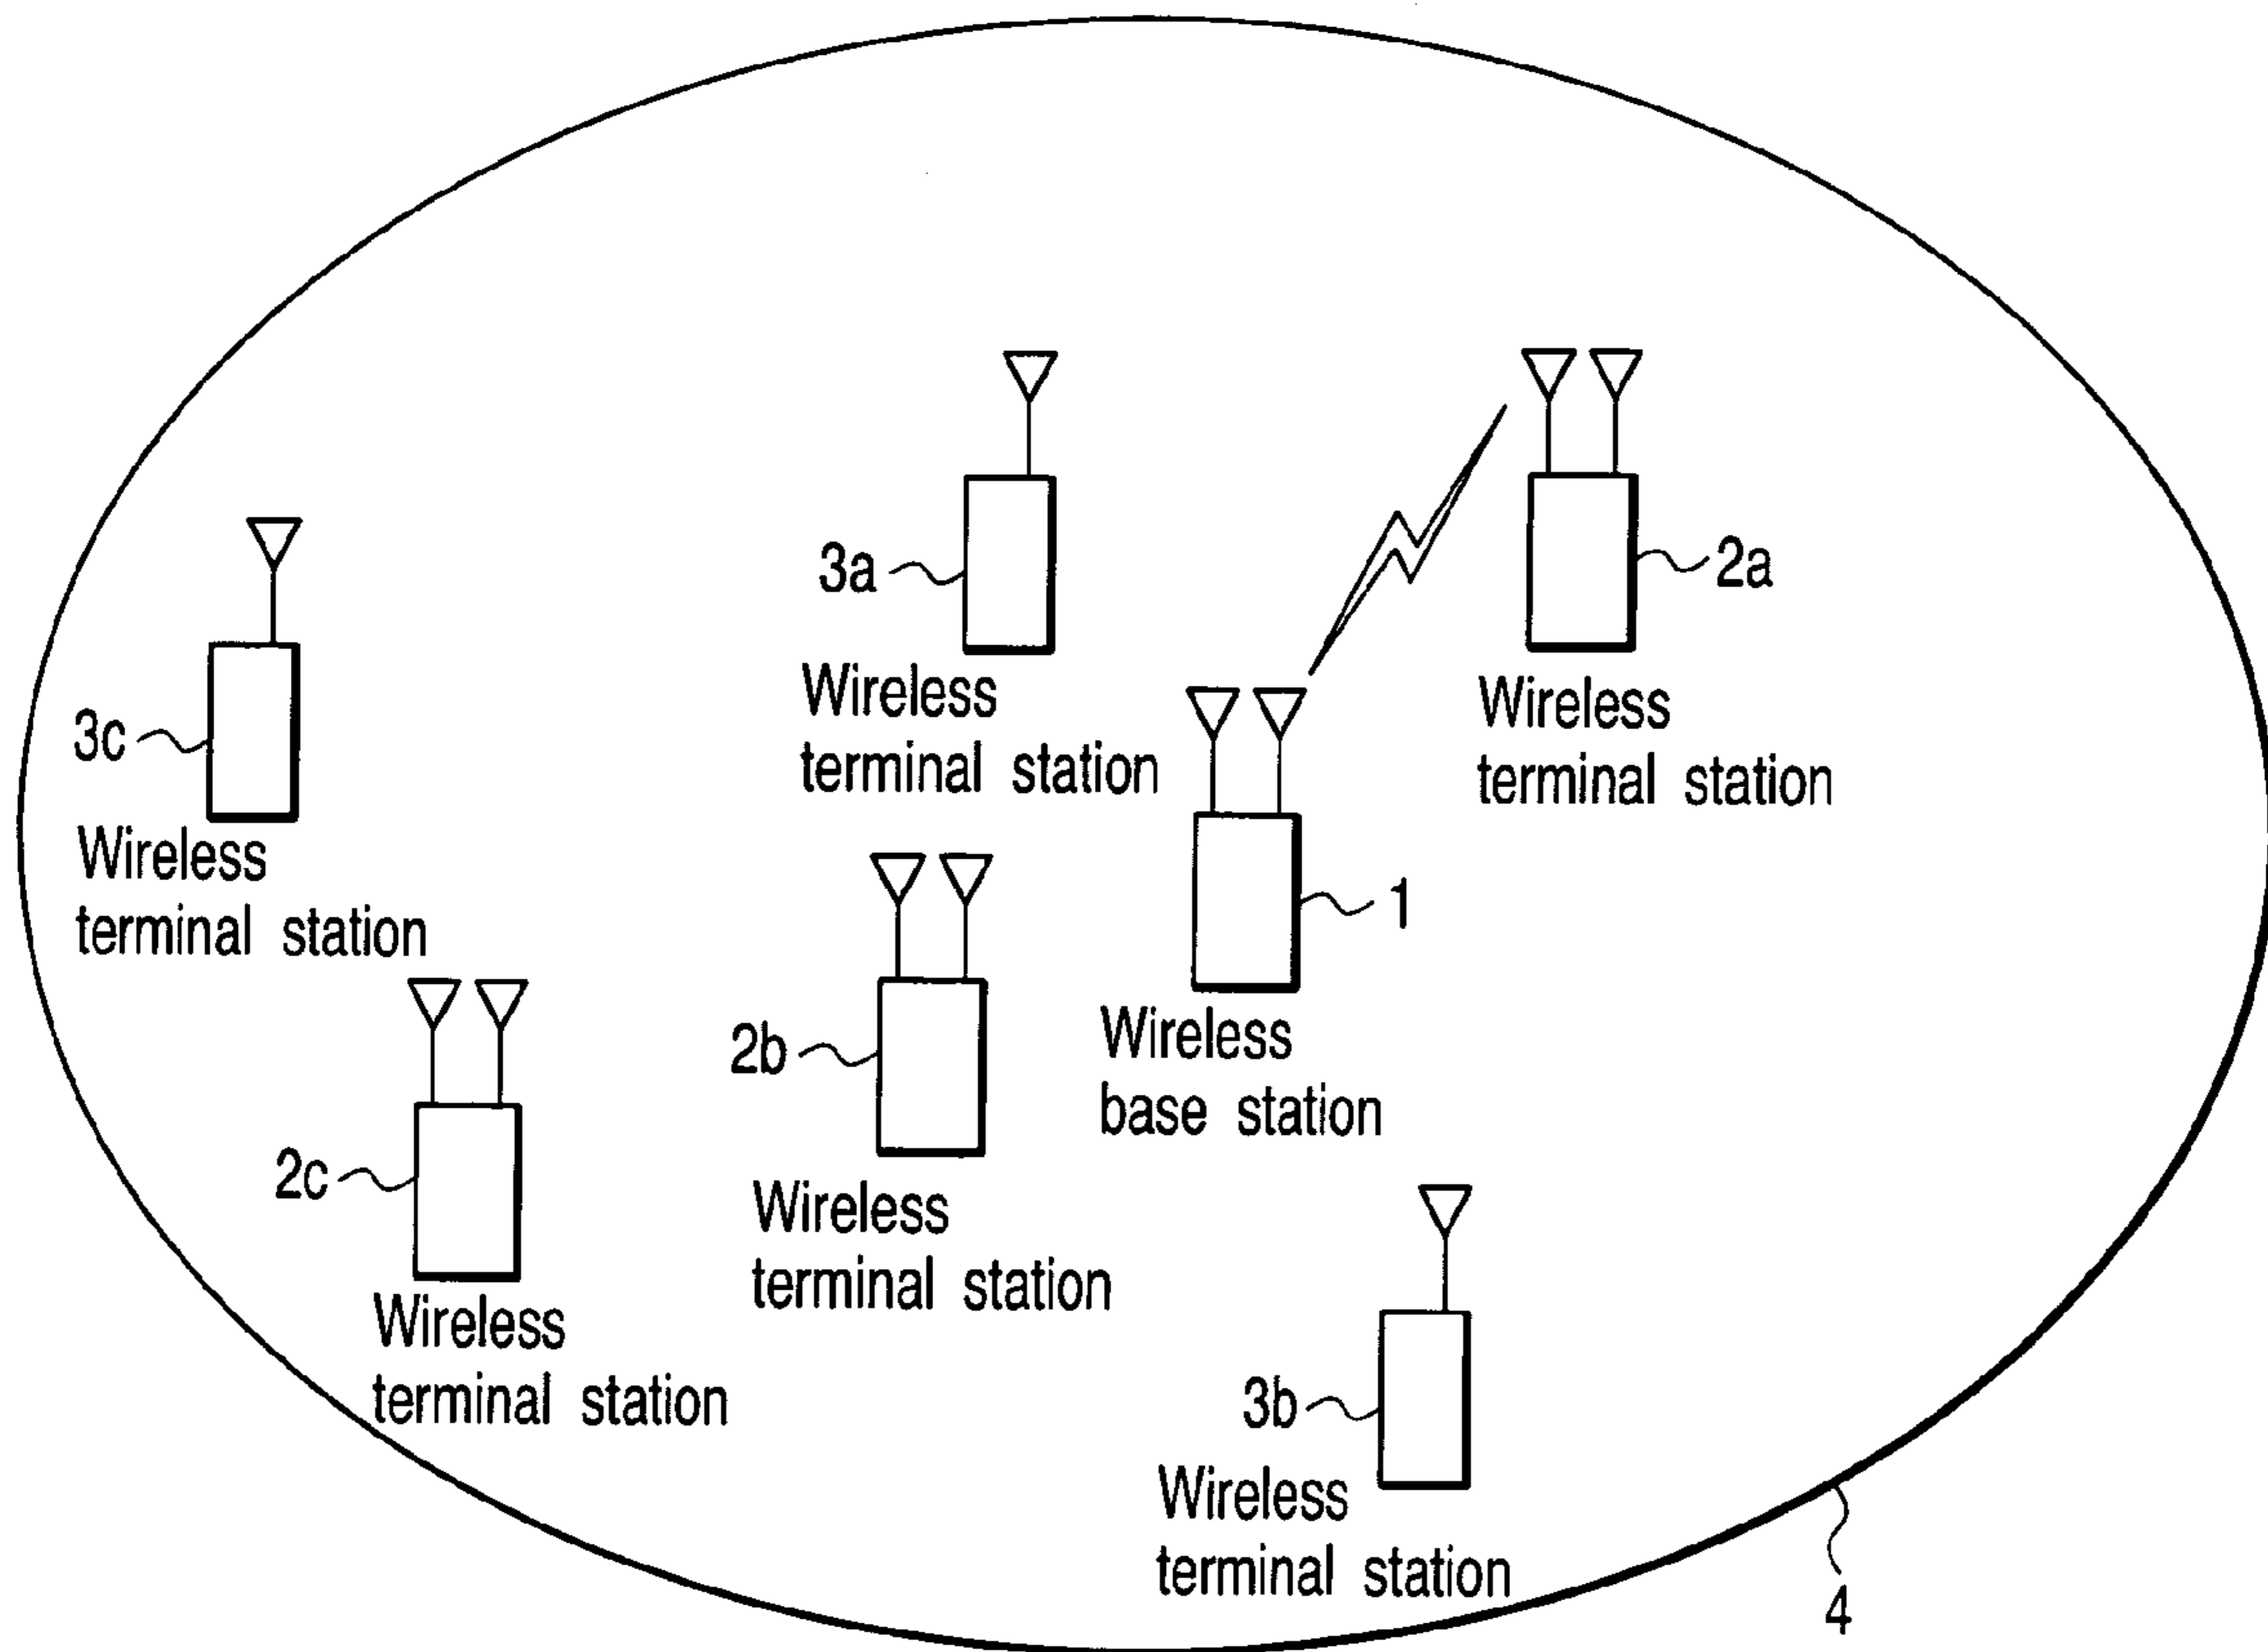 3a
2a
Wireless
terminal station
Wireless
terminal station
3c
Wireless
terminal station
1
Wireless
base station
2b
Wireless
terminal station
2c
Wireless
terminal station
3b
Wireless
terminal station
4